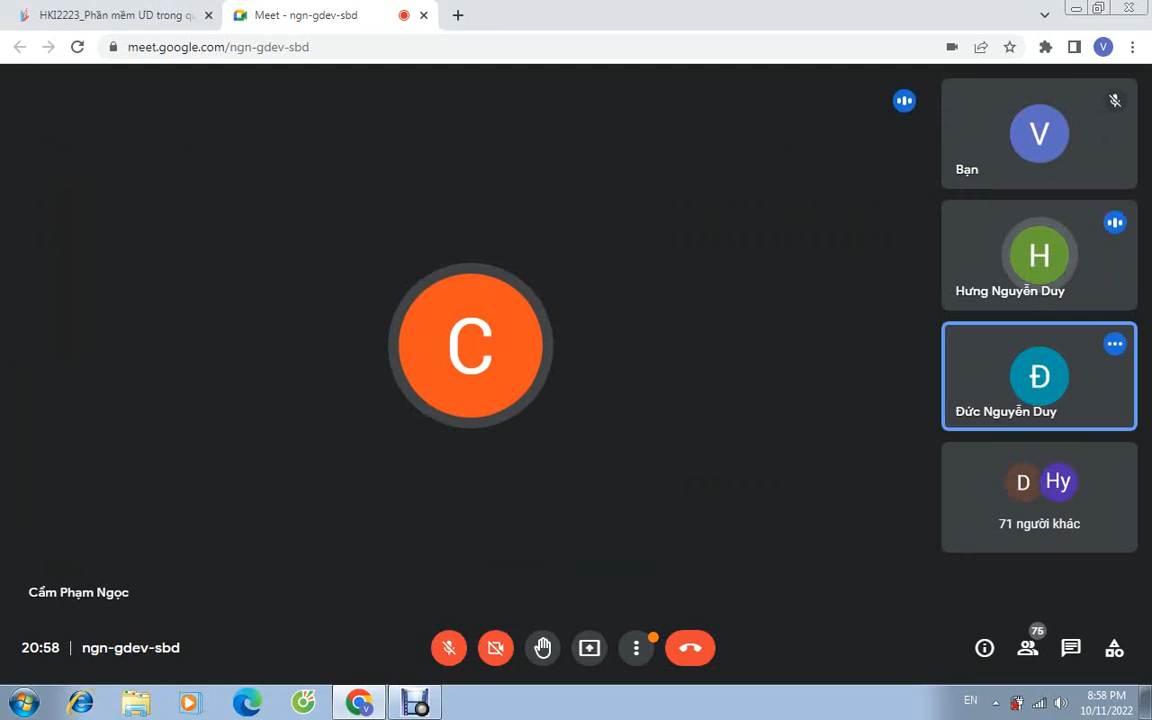 HKI2223_Phần mềm ƯD trong qu
Meet - ngn-gdev-sbd
meet.google.com/ngn-gdev-sbd
V
V
Bạn
H
Hưng Nguyễn Duy
C
Đ
Đức Nguyễn Duy
D
Hy
71 người khác
Cẩm Phạm Ngọc
20:58 | ngn-gdev-sbd
75
V
EN
8:58 PM
10/11/2022